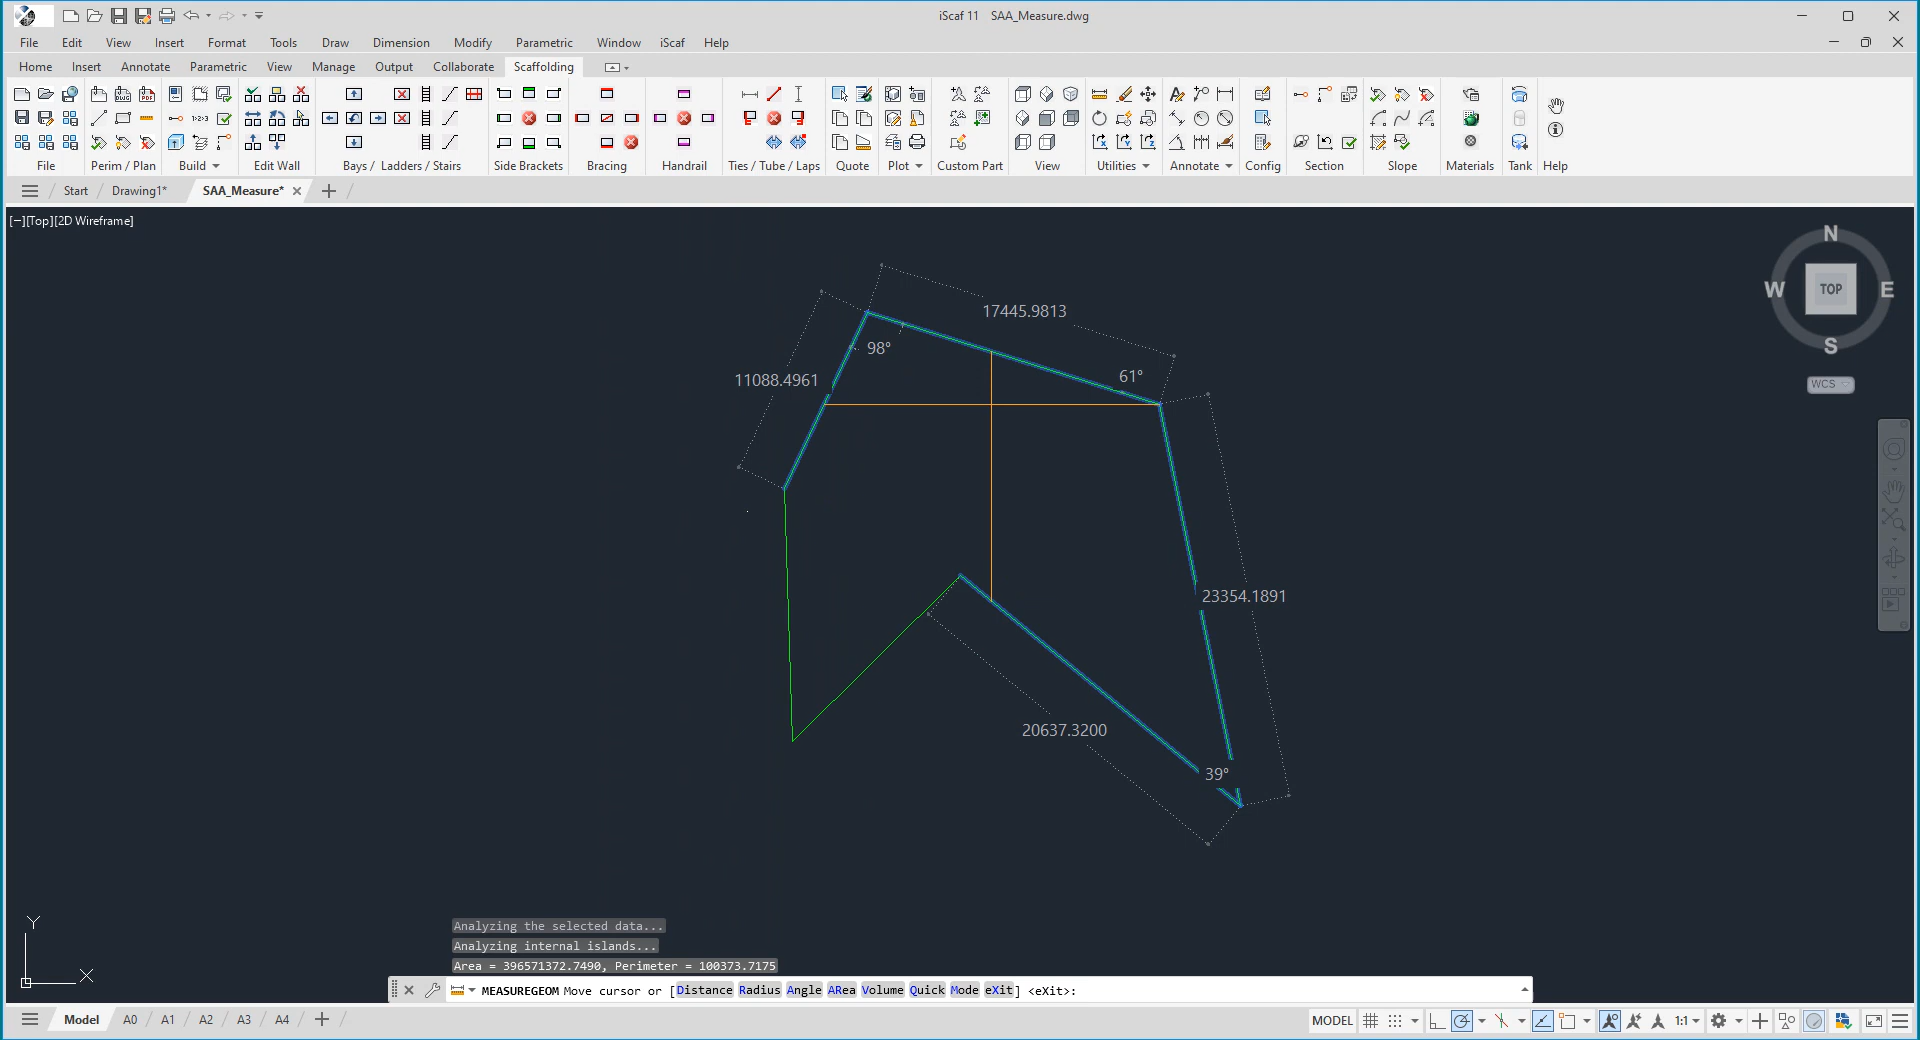 iScaf 11 SAA_Measure.dwg
File Edit View Insert Format Tools Draw Dimension Modify Parametric Window iScaf Help
Home Insert Annotate Parametric View Manage Output Collaborate Scaffolding
File Perim / Plan Build Edit Wall Bays / Ladders / Stairs Side Brackets Bracing Handrail Ties / Tube / Laps Quote Plot Custom Part View Utilities Annotate Config Section Slope Materials Tank Help
Start Drawing1* SAA_Measure*
[−][Top][2D Wireframe]
N
W TOP E
S
WCS
17445.9813
98°
61°
11088.4961
23354.1891
20637.3200
39°
Y
X
Analyzing the selected data...
Analyzing internal islands...
Area = 396571372.7490, Perimeter = 100373.7175
MEASUREGEOM Move cursor or [Distance Radius Angle ARea Volume Quick Mode eXit] <eXit>:
Model A0 A1 A2 A3 A4
MODEL 1:1